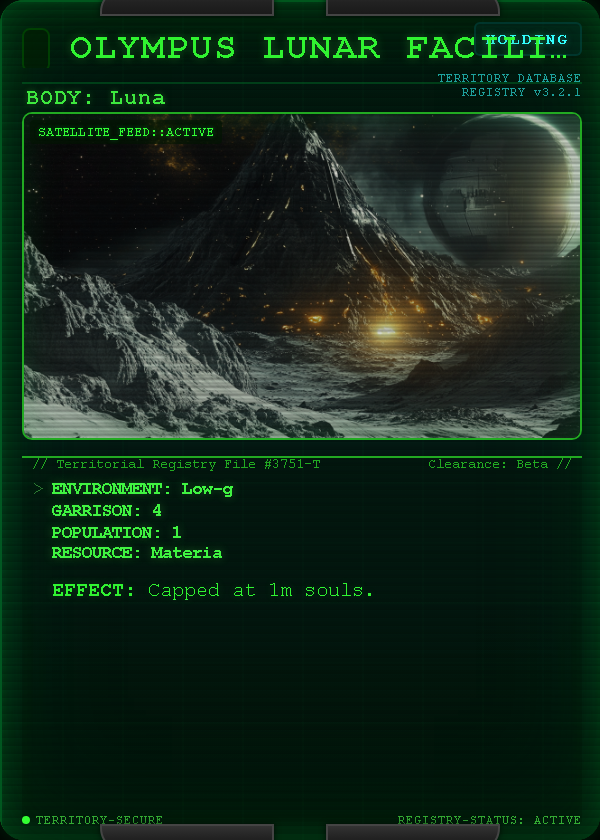 OLYMPUS LUNAR FACILI…
HOLDING
TERRITORY DATABASE
REGISTRY v3.2.1
BODY: Luna
SATELLITE_FEED::ACTIVE
// Territorial Registry File #3751-T
Clearance: Beta //
> ENVIRONMENT: Low-g
GARRISON: 4
POPULATION: 1
RESOURCE: Materia
EFFECT: Capped at 1m souls.
TERRITORY-SECURE
REGISTRY-STATUS: ACTIVE